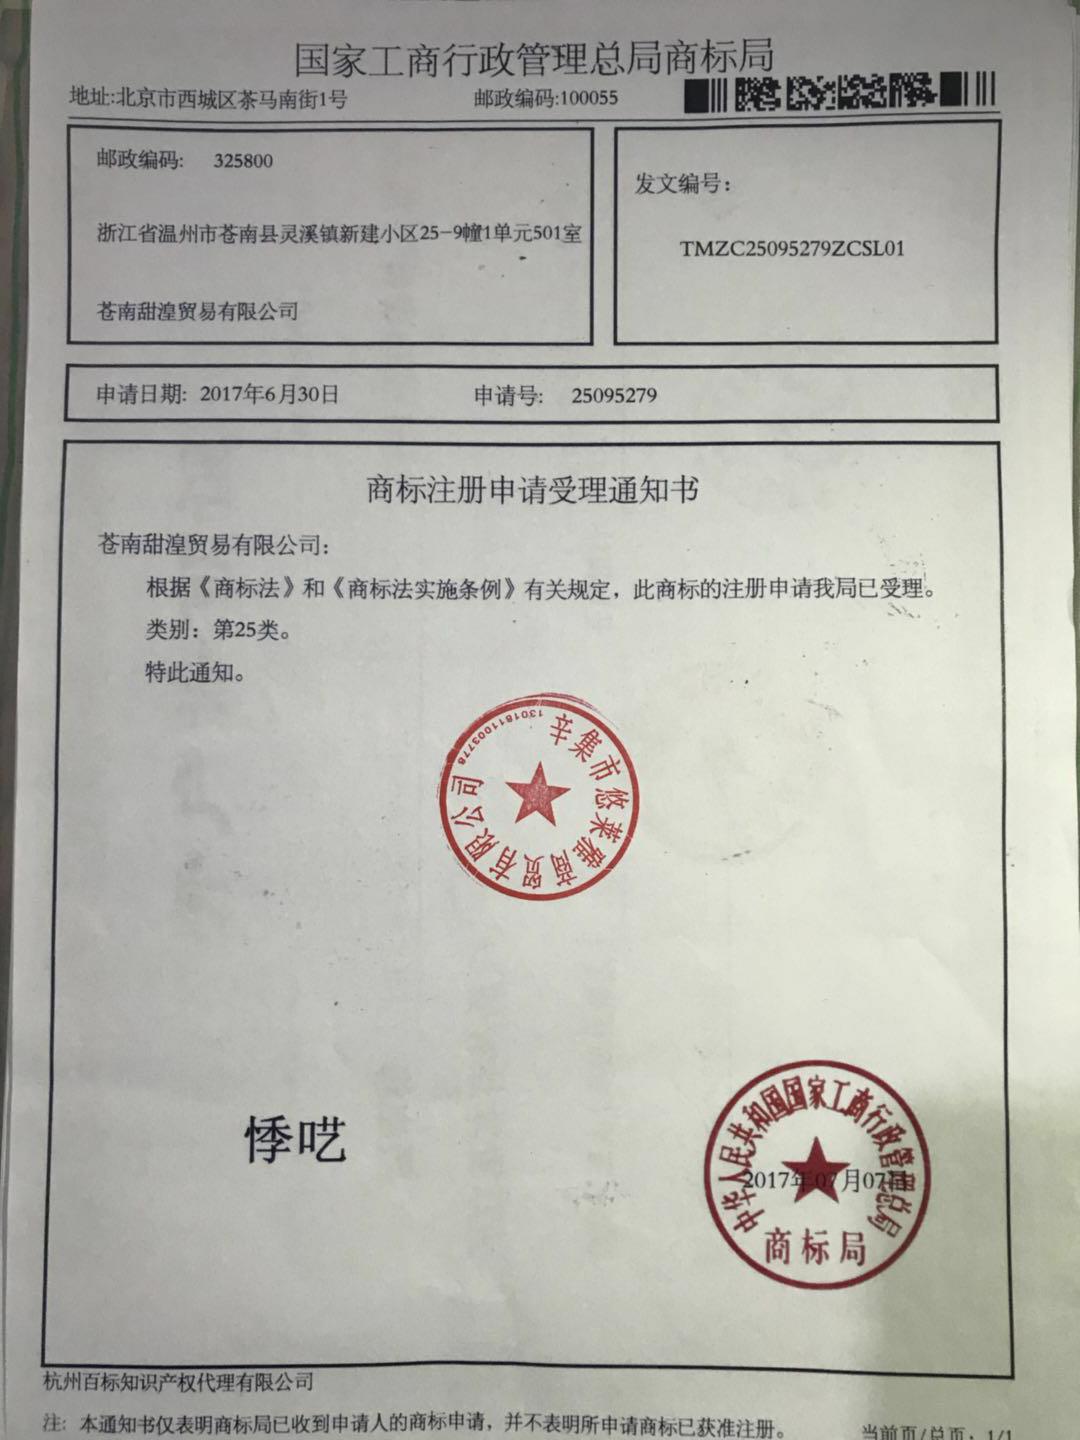 国家工商行政管理总局商标局
地址:北京市西城区茶马南街1号 邮政编码:100055
邮政编码: 325800
浙江省温州市苍南县灵溪镇新建小区25-9幢1单元501室
苍南甜湟贸易有限公司
发文编号:
TMZC25095279ZCSL01
申请日期: 2017年6月30日 申请号: 25095279
商标注册申请受理通知书
苍南甜湟贸易有限公司:
根据《商标法》和《商标法实施条例》有关规定，此商标的注册申请我局已受理。
类别：第25类。
特此通知。
辛集市悠莱雅商贸有限公司
1301811003778
悸呓
中华人民共和国国家工商行政管理总局
2017年07月07日
商标局
杭州百标知识产权代理有限公司
注: 本通知书仅表明商标局已收到申请人的商标申请，并不表明所申请商标已获准注册。
当前页/总页: 1/1